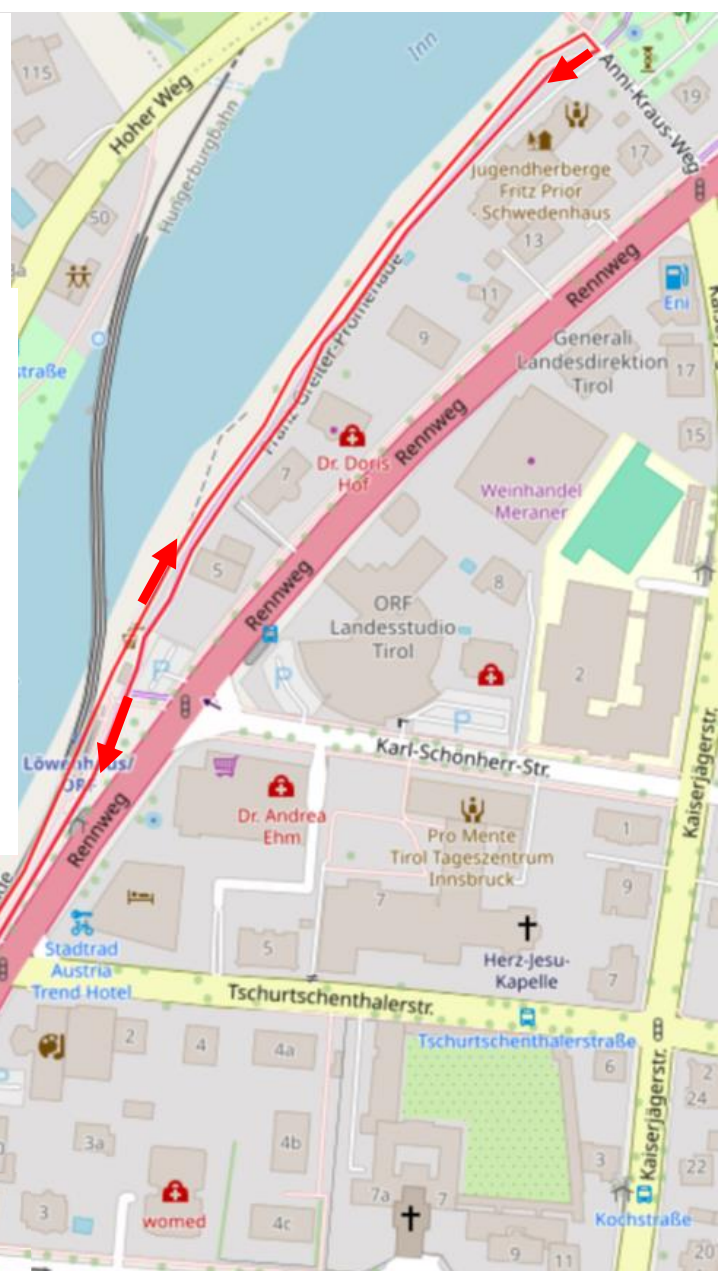 115
Hoher Weg
Hungerburgbahn
Inn
50
Anni-Kraus-Weg
19
17
Jugendherberge
Fritz Prior
- Schwedenhaus
13
11
Rennweg
Eni
Generali
Landesdirektion
Tirol
17
15
9
Franz-Greiter-Promenade
straße
Dr. Doris
Hof
Rennweg
7
Weinhandel
Meraner
5
Rennweg
ORF
Landesstudio
Tirol
8
2
P
P
P
Karl-Schönherr-Str.
Kaiserjägerstr.
Löwenhaus/
ORF
Rennweg
Dr. Andrea
Ehm
Pro Mente
Tirol Tageszentrum
Innsbruck
1
9
7
5
Herz-Jesu-
Kapelle
7
Stadtrad
Austria
Trend Hotel
Tschurtschenthalerstr.
Tschurtschenthalerstraße
2
4
4a
6
2
24
Kaiserjägerstr.
3a
4b
3
22
3
womed
4c
7a
7
Kochstraße
9
11
20